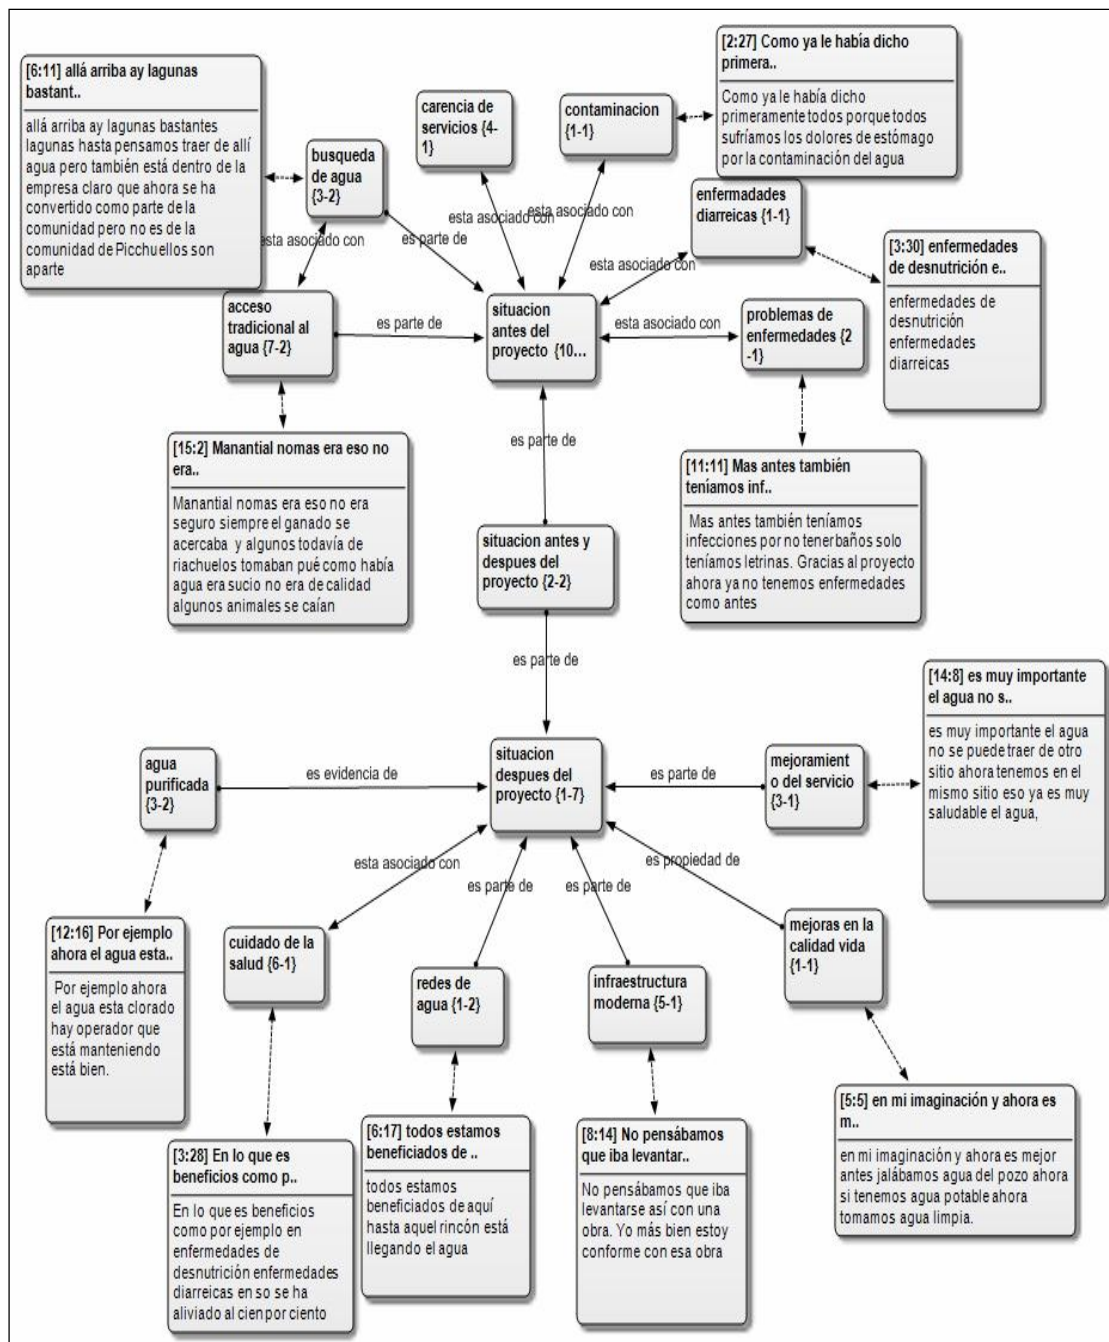 [6:11] allá arriba ay lagunas
bastant..
allá arriba ay lagunas bastantes
lagunas hasta pensamos traer de allí
agua pero también está dentro de la
empresa claro que ahora se ha
convertido como parte de la
comunidad pero no es de la
comunidad de Picchuellos son
aparte
busqueda
de agua
{3-2}
carencia de
servicios {4-
1}
contaminacion
{1-1}
[2:27] Como ya le había dicho
primera..
Como ya le había dicho
primeramente todos porque todos
sufríamos los dolores de estómago
por la contaminación del agua
enfermadades
diarreicas {1-1}
[3:30] enfermedades
de desnutrición e..
enfermedades de
desnutrición
enfermedades
diarreicas
esta asociado con
es parte de
esta asociado con
esta asociado con
acceso
tradicional al
agua {7-2}
es parte de
situacion
antes del
proyecto {10...
esta asociado con
problemas de
enfermedades {2
-1}
es parte de
[15:2] Manantial nomas era eso no
era..
Manantial nomas era eso no era
seguro siempre el ganado se
acercaba y algunos todavía de
riachuelos tomaban pué como había
agua era sucio no era de calidad
algunos animales se caían
[11:11] Mas antes también
teníamos inf..
Mas antes también teníamos
infecciones por no tenerbaños solo
teníamos letrinas. Gracias al proyecto
ahora ya no tenemos enfermedades
como antes
situacion antes y
despues del
proyecto {2-2}
es parte de
[14:8] es muy importante
el agua no s..
es muy importante el agua
no se puede traer de otro
sitio ahora tenemos en el
mismo sitio eso ya es muy
saludable el agua,
agua
purificada
{3-2}
es evidencia de
situacion
despues del
proyecto {1-7}
es parte de
mejoramient
o del servicio
{3-1}
esta asociado con
es parte de
es parte de
es propiedad de
[12:16] Por ejemplo
ahora el agua esta..
Por ejemplo ahora
el agua esta clorado
hay operador que
está manteniendo
está bien.
cuidado de la
salud {6-1}
redes de
agua {1-2}
infraestructura
moderna {5-1}
mejoras en la
calidad vida
{1-1}
[3:28] En lo que es
beneficios como p..
En lo que es beneficios
como por ejemplo en
enfermedades de
desnutrición enfermedades
diarreicas en so se ha
aliviado al cien por ciento
[6:17] todos estamos
beneficiados de ..
todos estamos
beneficiados de aquí
hasta aquel rincón está
llegando el agua
[8:14] No pensábamos
que iba levantar..
No pensábamos que iba
levantarse así con una
obra. Yo más bien estoy
conforme con esa obra
[5:5] en mi imaginación y ahora es
m..
en mi imaginación y ahora es mejor
antes jalábamos agua del pozo ahora
si tenemos agua potable ahora
tomamos agua limpia.